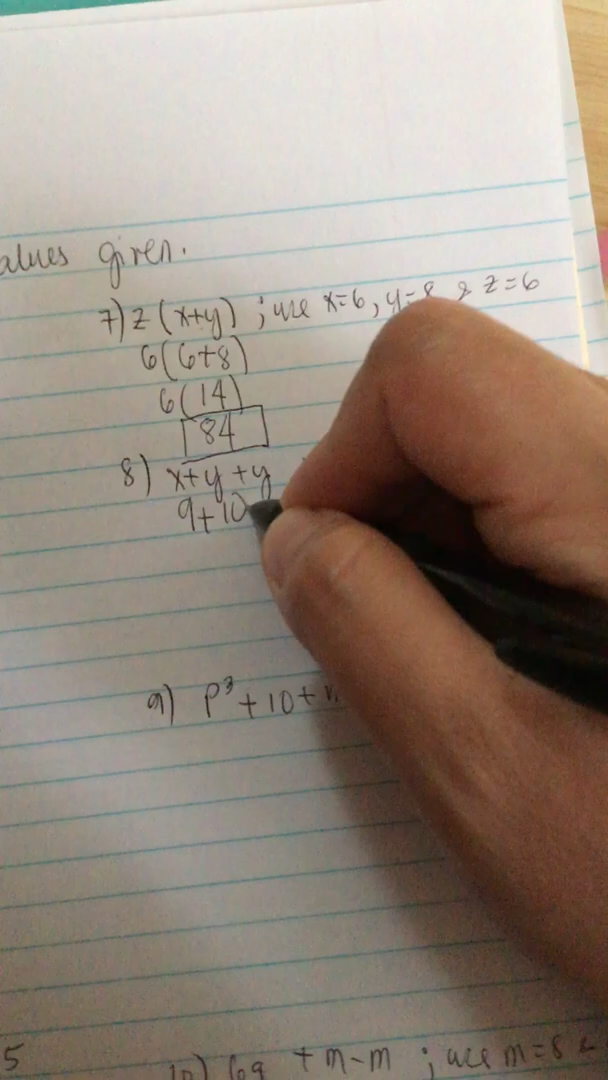 alues given.
7) z (x+y) ; use x=6, y=8 & z=6
6(6+8)
6(14)
84
8) x+y+y
9+10
9) p³ + 10 +
5
10) 6q + m-m ; use m=8